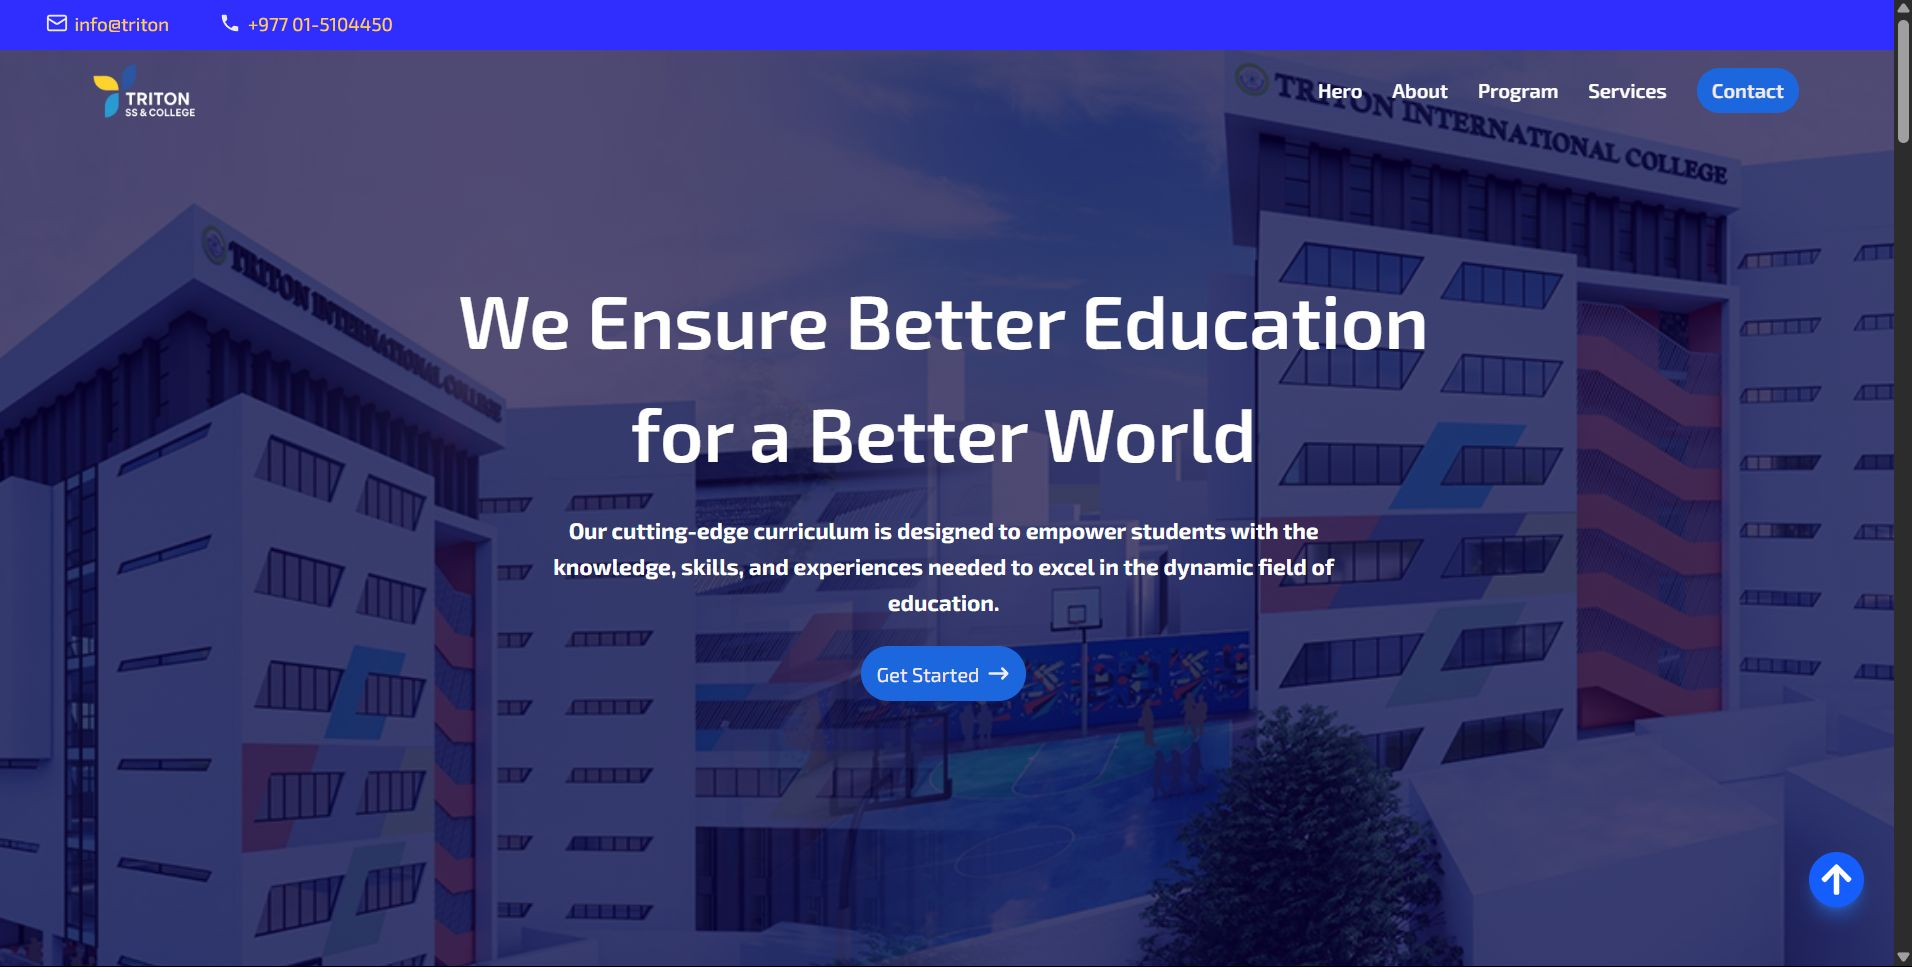 info@triton
+977 01-5104450
TRITON
SS & COLLEGE
Hero
About
Program
Services
Contact
TRITON INTERNATIONAL COLLEGE
TRITON INTERNATIONAL COLLEGE
We Ensure Better Education
for a Better World
Our cutting-edge curriculum is designed to empower students with the
knowledge, skills, and experiences needed to excel in the dynamic field of
education.
Get Started